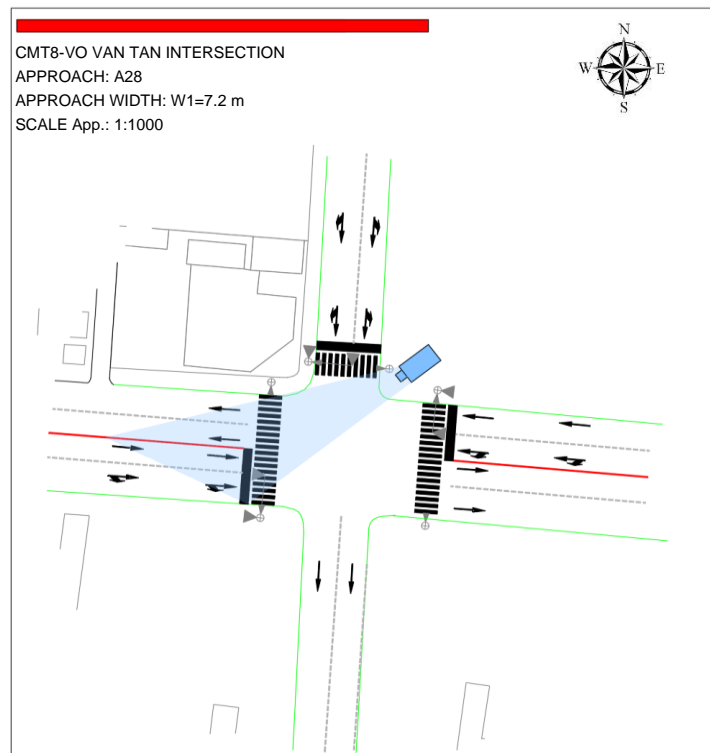 CMT8-VO VAN TAN INTERSECTION
APPROACH: A28
APPROACH WIDTH: W1=7.2 m
SCALE App.: 1:1000
N
W E
S